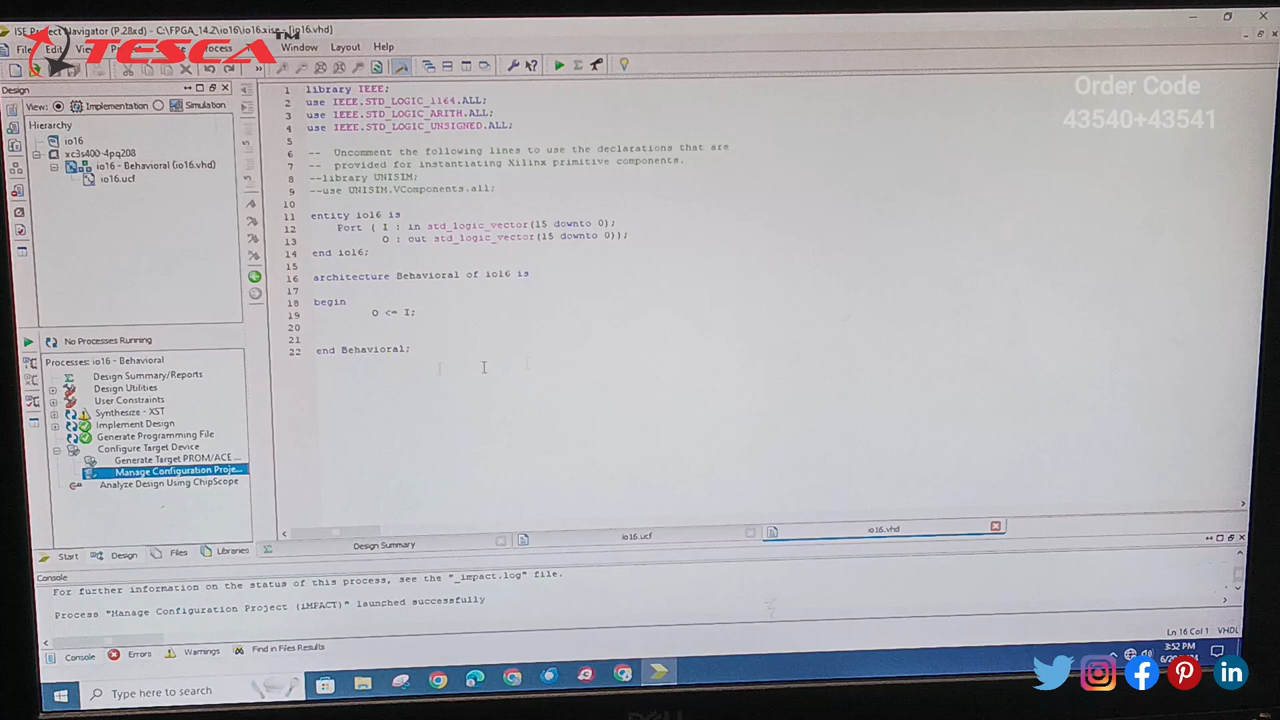 ISE Project Navigator (P.28xd) - C:\FPGA_14.2\io16\io16.xise - [io16.vhd]
TESCA™
File Edit View Process Window Layout Help
Order Code
43540+43541
Design
View: Implementation Simulation
Hierarchy
io16
xc3s400-4pq208
io16 - Behavioral (io16.vhd)
io16.ucf
No Processes Running
Processes: io16 - Behavioral
Design Summary/Reports
Design Utilities
User Constraints
Synthesize - XST
Implement Design
Generate Programming File
Configure Target Device
Generate Target PROM/ACE ...
Manage Configuration Proje...
Analyze Design Using ChipScope
Start Design Files Libraries
1 library IEEE;
2 use IEEE.STD_LOGIC_1164.ALL;
3 use IEEE.STD_LOGIC_ARITH.ALL;
4 use IEEE.STD_LOGIC_UNSIGNED.ALL;
5
6 -- Uncomment the following lines to use the declarations that are
7 -- provided for instantiating Xilinx primitive components.
8 --library UNISIM;
9 --use UNISIM.VComponents.all;
10
11 entity io16 is
12 Port ( I : in std_logic_vector(15 downto 0);
13 O : out std_logic_vector(15 downto 0));
14 end io16;
15
16 architecture Behavioral of io16 is
17
18 begin
19 O <= I;
20
21
22 end Behavioral;
Design Summary io16.ucf io16.vhd
Console
For further information on the status of this process, see the "_impact.log" file.
Process "Manage Configuration Project (iMPACT)" launched successfully
Console Errors Warnings Find in Files Results
Ln 16 Col 1 VHDL
Type here to search
3:52 PM